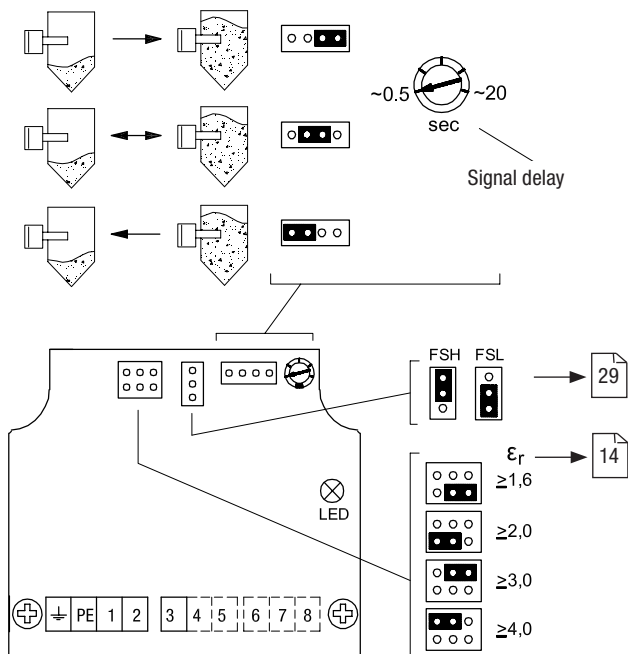 ~0.5 ~20
sec
Signal delay
FSH FSL
29
εr
14
≥1,6
≥2,0
≥3,0
≥4,0
LED
PE 1 2 3 4 5 6 7 8